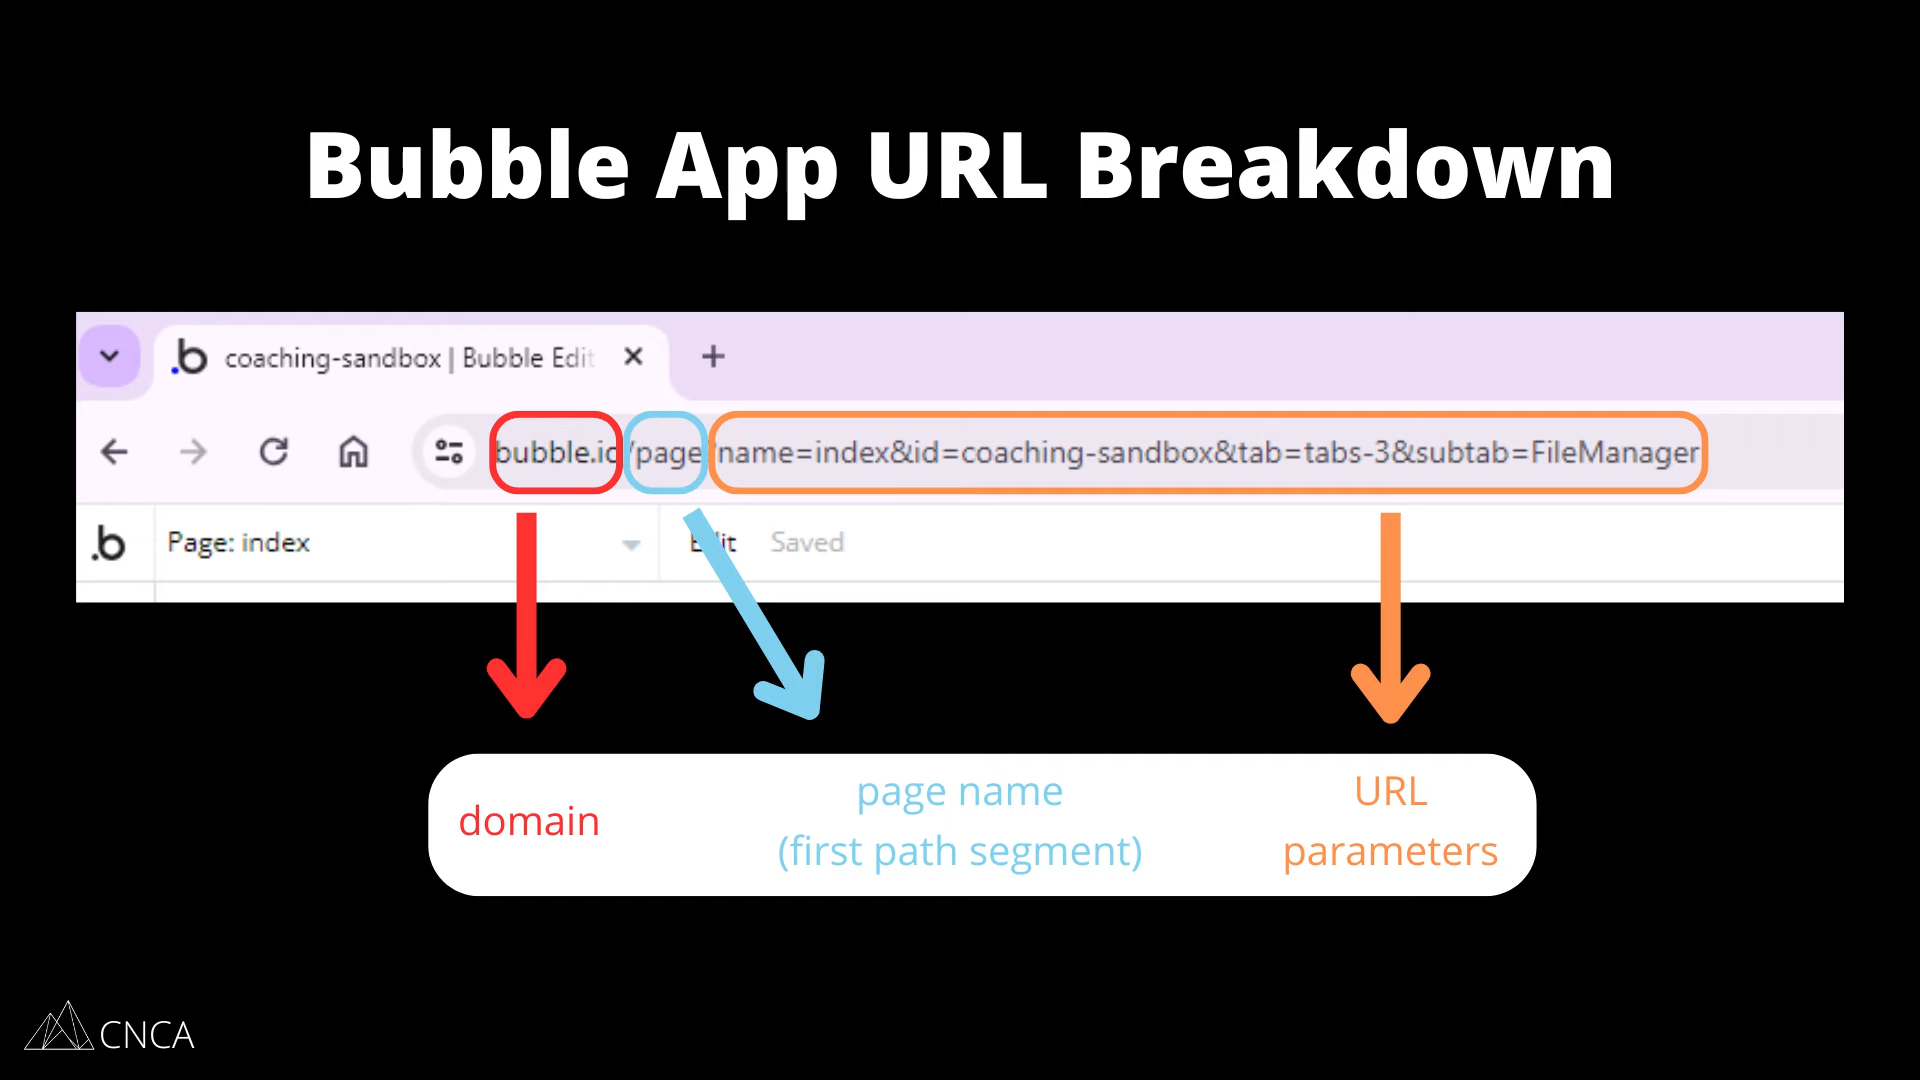 Bubble App URL Breakdown
.b coaching-sandbox | Bubble Edit
bubble.io/page?name=index&id=coaching-sandbox&tab=tabs-3&subtab=FileManager
.b Page: index Edit Saved
domain
page name
(first path segment)
URL
parameters
CNCA